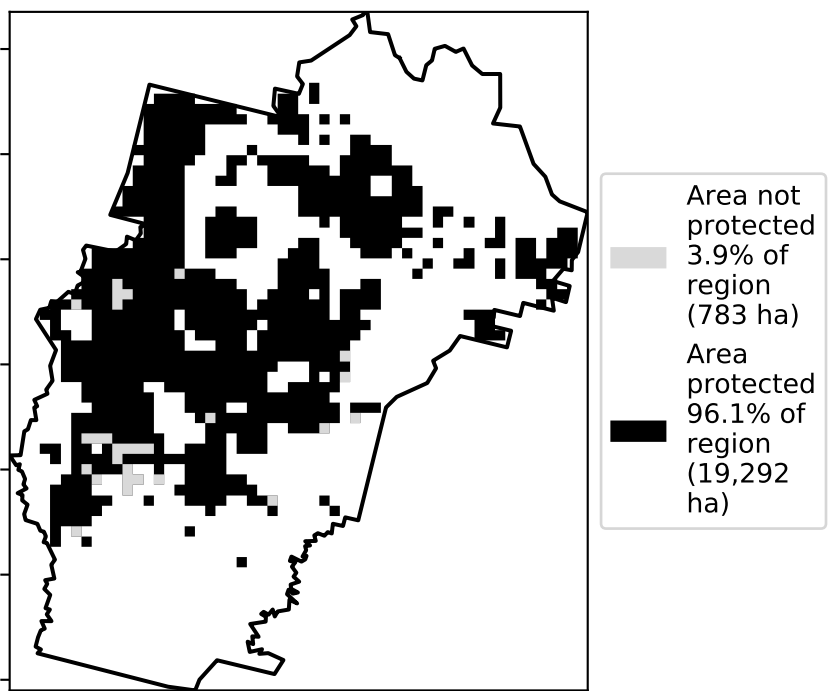 Area not
protected
3.9% of
region
(783 ha)
Area
protected
96.1% of
region
(19,292
ha)